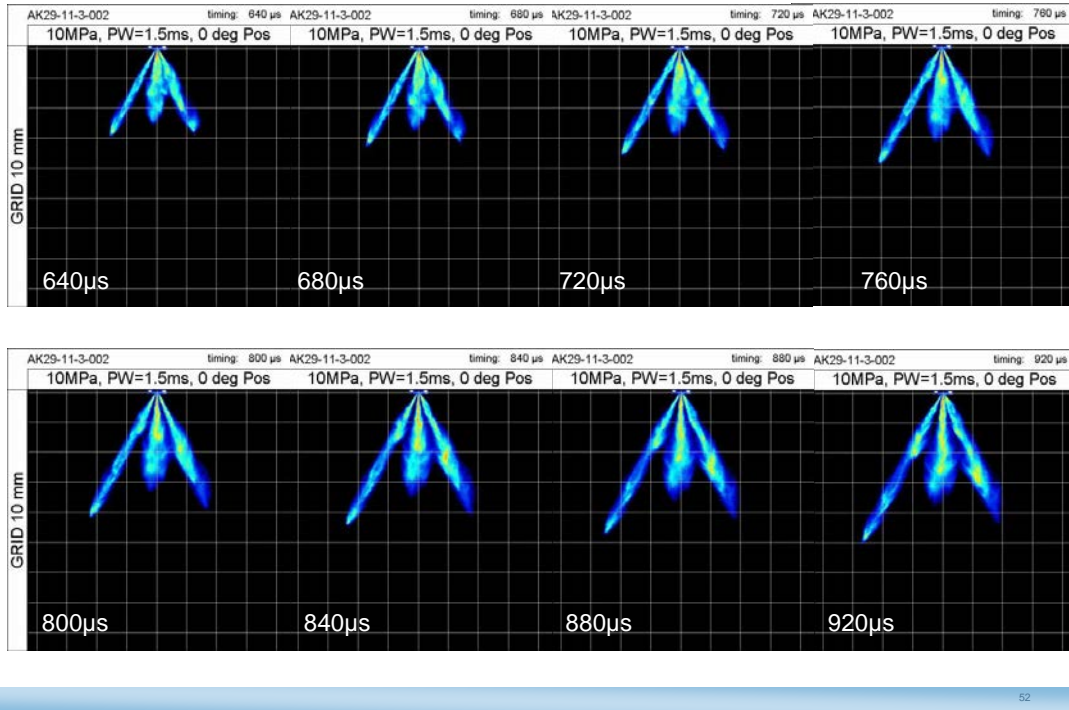 AK29-11-3-002 timing: 640 µs AK29-11-3-002 timing: 680 µs AK29-11-3-002 timing: 720 µs AK29-11-3-002 timing: 760 µs
10MPa, PW=1.5ms, 0 deg Pos 10MPa, PW=1.5ms, 0 deg Pos 10MPa, PW=1.5ms, 0 deg Pos 10MPa, PW=1.5ms, 0 deg Pos
GRID 10 mm
640µs 680µs 720µs 760µs
AK29-11-3-002 timing: 800 µs AK29-11-3-002 timing: 840 µs AK29-11-3-002 timing: 880 µs AK29-11-3-002 timing: 920 µs
10MPa, PW=1.5ms, 0 deg Pos 10MPa, PW=1.5ms, 0 deg Pos 10MPa, PW=1.5ms, 0 deg Pos 10MPa, PW=1.5ms, 0 deg Pos
GRID 10 mm
800µs 840µs 880µs 920µs
52